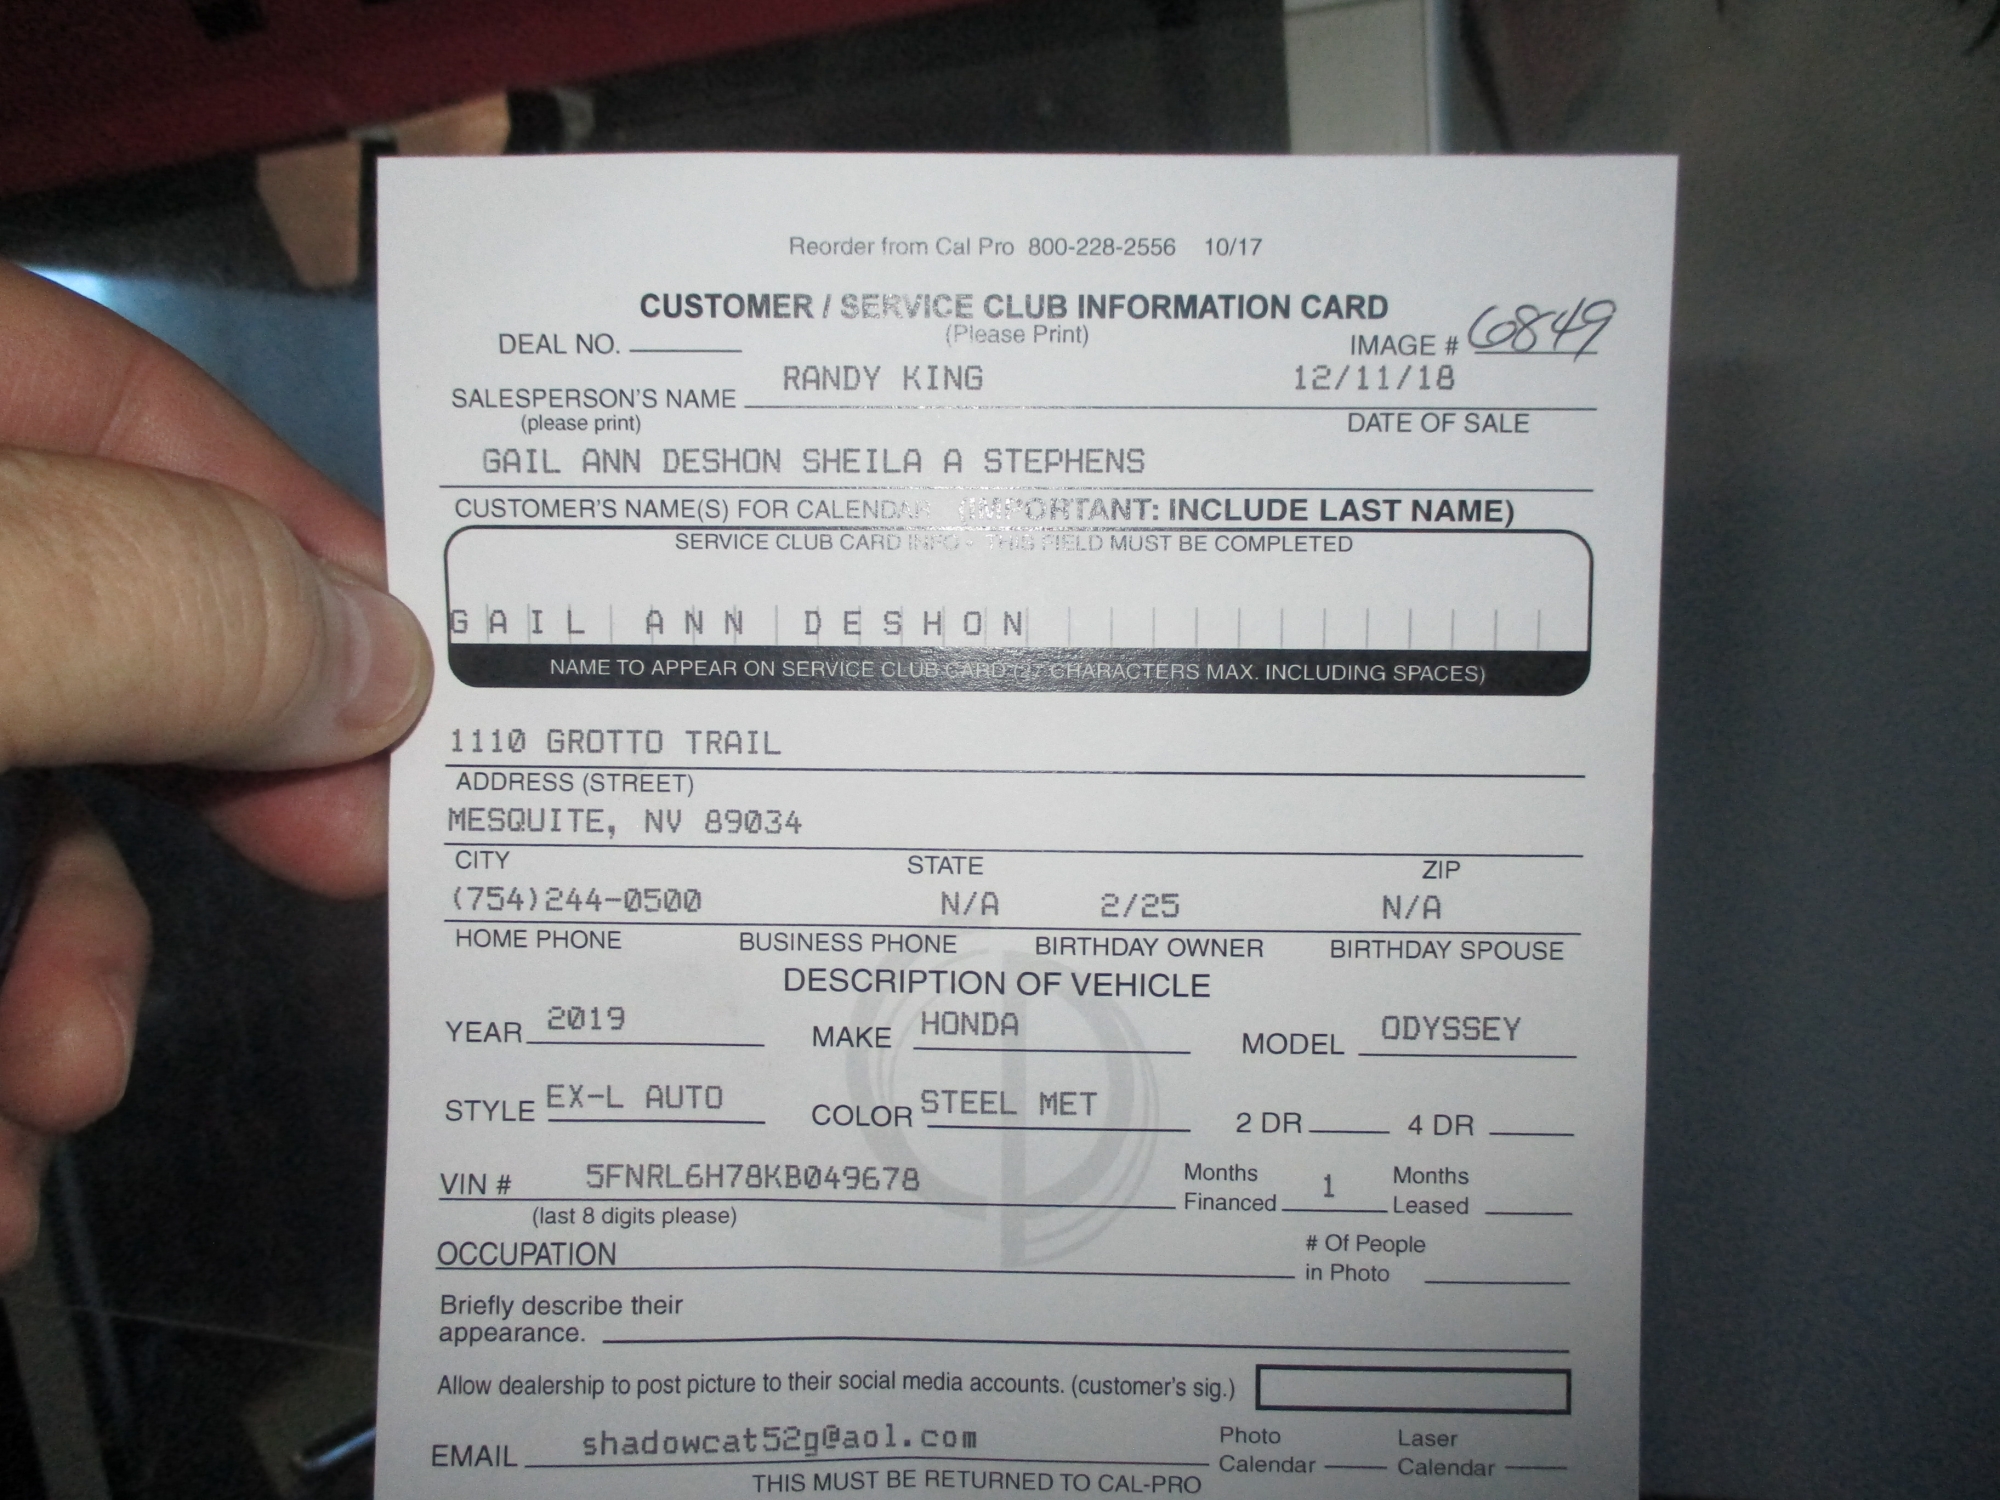 Reorder from Cal Pro 800-228-2556 10/17
CUSTOMER / SERVICE CLUB INFORMATION CARD
(Please Print)
DEAL NO. IMAGE # 6849
RANDY KING 12/11/18
SALESPERSON'S NAME
(please print) DATE OF SALE
GAIL ANN DESHON SHEILA A STEPHENS
CUSTOMER'S NAME(S) FOR CALENDAR (IMPORTANT: INCLUDE LAST NAME)
SERVICE CLUB CARD INFO - THIS FIELD MUST BE COMPLETED
GAIL ANN DESHON
NAME TO APPEAR ON SERVICE CLUB CARD (27 CHARACTERS MAX. INCLUDING SPACES)
1110 GROTTO TRAIL
ADDRESS (STREET)
MESQUITE, NV 89034
CITY STATE ZIP
(754)244-0500 N/A 2/25 N/A
HOME PHONE BUSINESS PHONE BIRTHDAY OWNER BIRTHDAY SPOUSE
DESCRIPTION OF VEHICLE
YEAR 2019 MAKE HONDA MODEL ODYSSEY
STYLE EX-L AUTO COLOR STEEL MET 2 DR 4 DR
VIN # 5FNRL6H78KB049678 Months Financed 1 Months Leased
(last 8 digits please)
OCCUPATION # Of People in Photo
Briefly describe their
appearance.
Allow dealership to post picture to their social media accounts. (customer's sig.)
EMAIL shadowcat52g@aol.com Photo Calendar Laser Calendar
THIS MUST BE RETURNED TO CAL-PRO